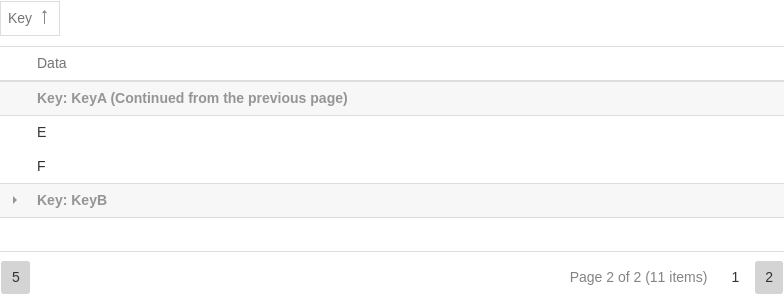 Key ↑
Data
Key: KeyA (Continued from the previous page)
E
F
Key: KeyB
5 Page 2 of 2 (11 items) 1 2